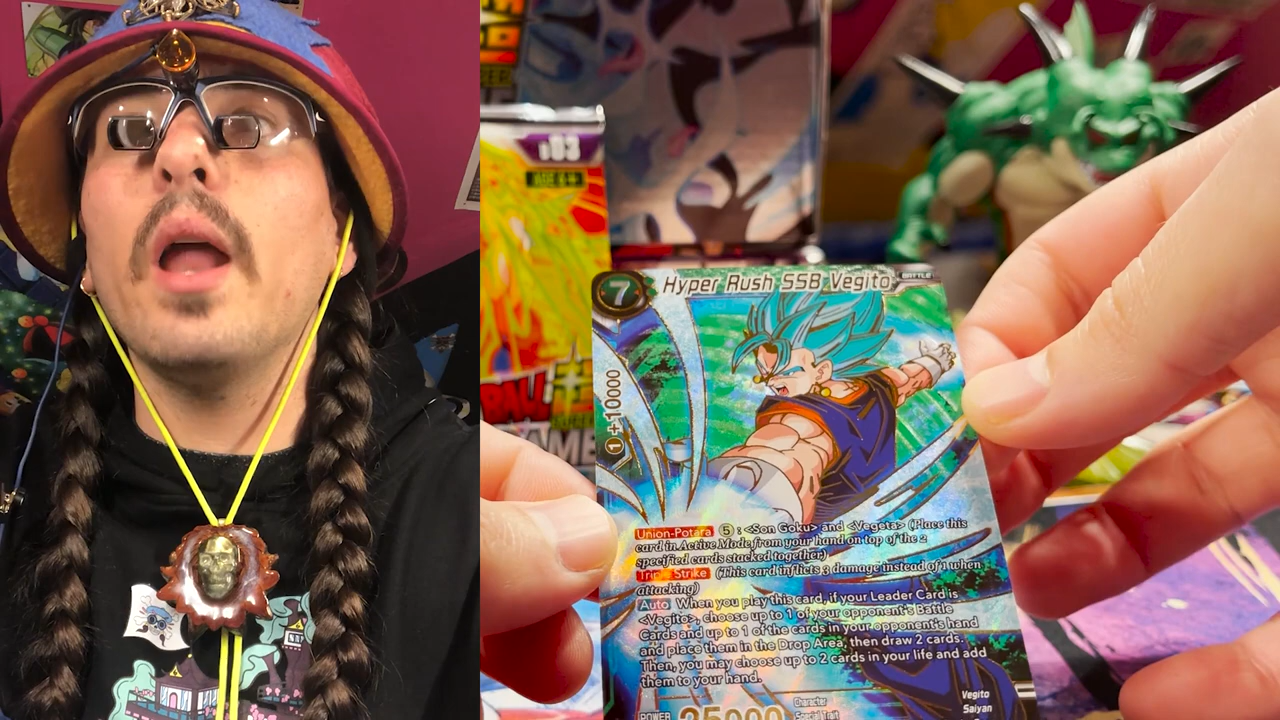 B03
7
Hyper Rush SSB Vegito
BATTLE
1 +10000
Union-Potara 5 : <Son Goku> and <Vegeta> (Place this
card in Active Mode from your hand on top of the 2
specified cards stacked together)
Triple Strike (This card inflicts 3 damage instead of 1 when
attacking)
Auto When you play this card, if your Leader Card is
<Vegito>, choose up to 1 of your opponent's Battle
Cards and up to 1 of the cards in your opponent's hand
and place them in the Drop Area, then draw 2 cards.
Then, you may choose up to 2 cards in your life and add
them to your hand.
POWER 25000
Character
Special Trait
Vegito
Saiyan